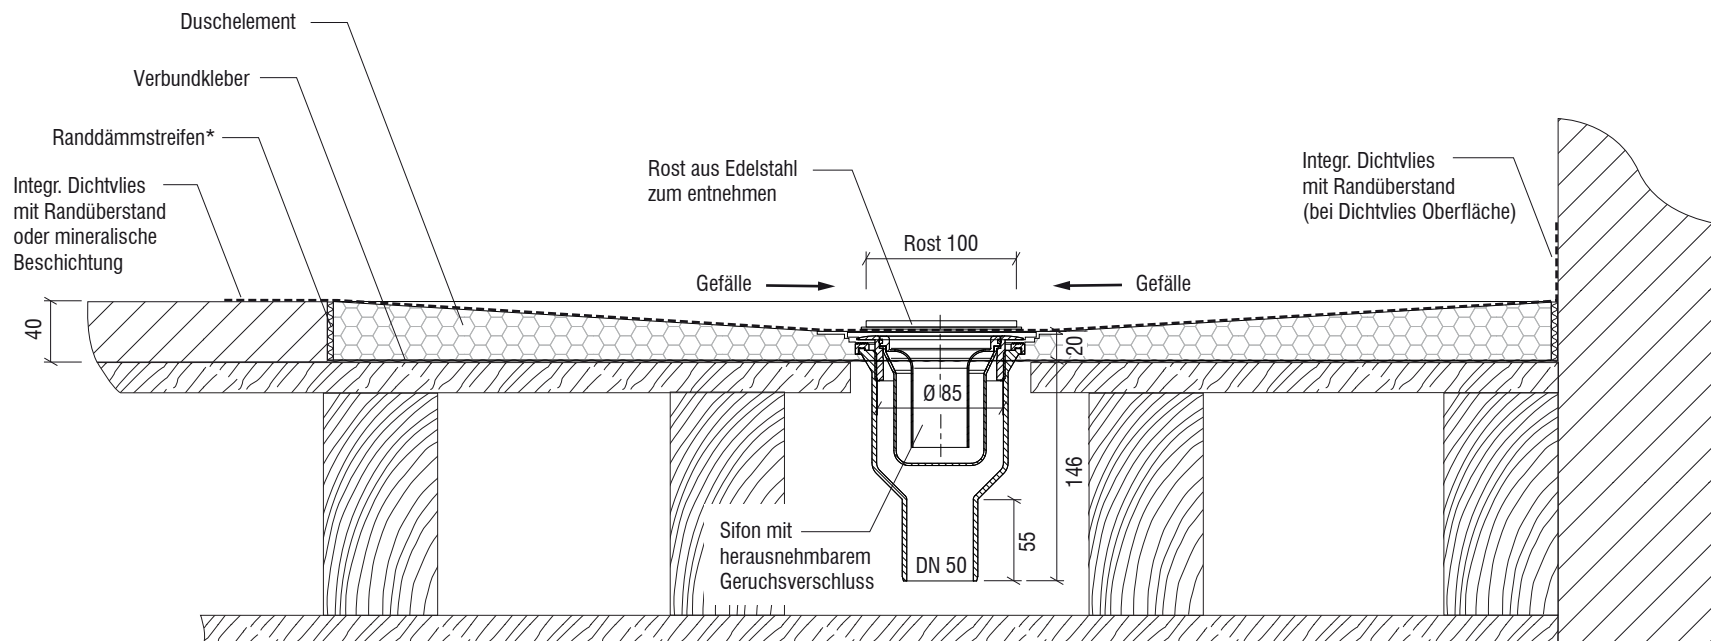 Duschelement
Verbundkleber
Randdämmstreifen*
Integr. Dichtvlies
mit Randüberstand
oder mineralische
Beschichtung
Rost aus Edelstahl
zum entnehmen
Integr. Dichtvlies
mit Randüberstand
(bei Dichtvlies Oberfläche)
Rost 100
Gefälle
Gefälle
40
20
Ø 85
146
55
Sifon mit
herausnehmbarem
Geruchsverschluss
DN 50